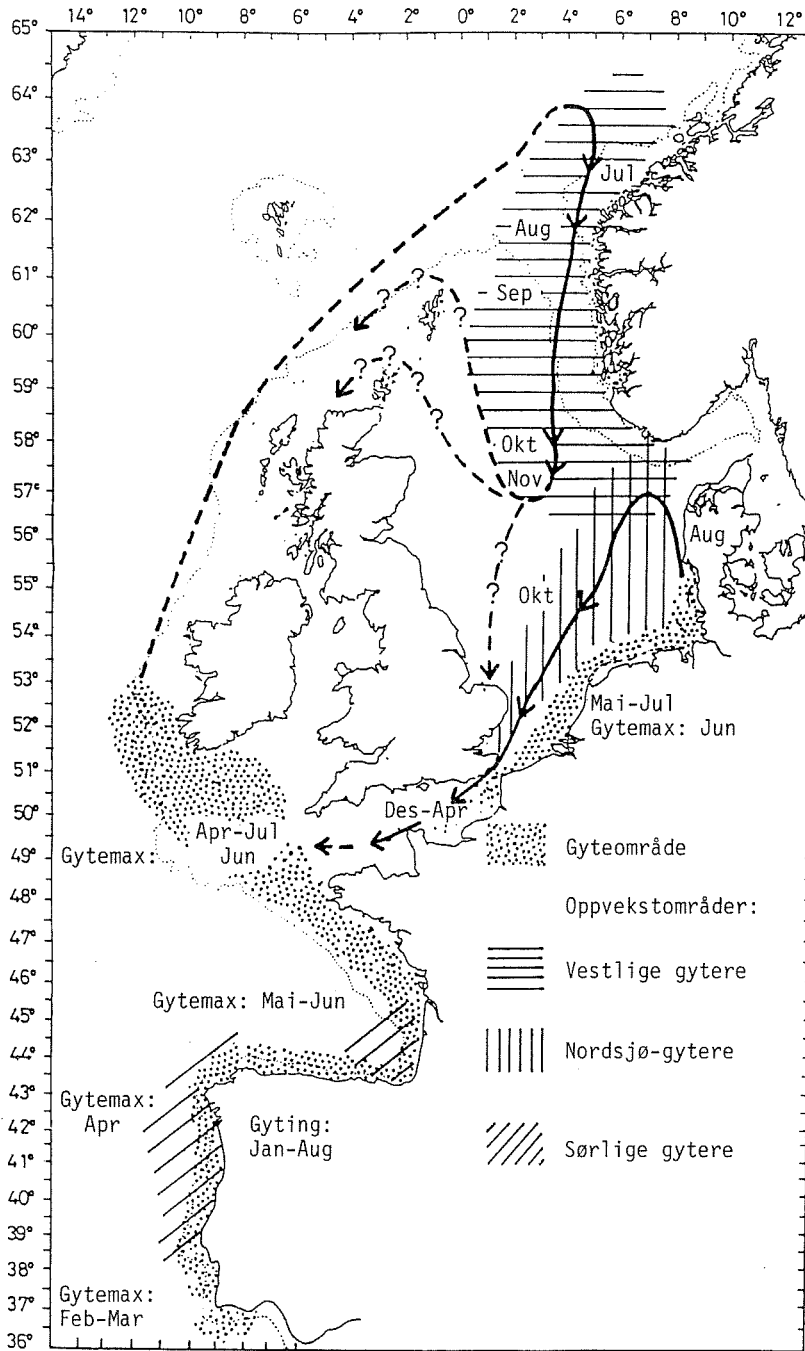 14° 12° 10° 8° 6° 4° 2° 0° 2° 4° 6° 8° 10° 12°
65°
64°
63°
62°
61°
60°
59°
58°
57°
56°
55°
54°
53°
52°
51°
50°
49°
48°
47°
46°
45°
44°
43°
42°
41°
40°
39°
38°
37°
36°
Jul
Aug
Sep
?
?
?
?
?
?
?
Okt
Nov
?
?
Aug
Okt
Mai-Jul
Gytemax: Jun
Des-Apr
Apr-Jul
Gytemax: Jun
Gytemax: Mai-Jun
Gytemax:
Apr
Gyting:
Jan-Aug
Gytemax:
Feb-Mar
Gyteområde
Oppvekstområder:
Vestlige gytere
Nordsjø-gytere
Sørlige gytere